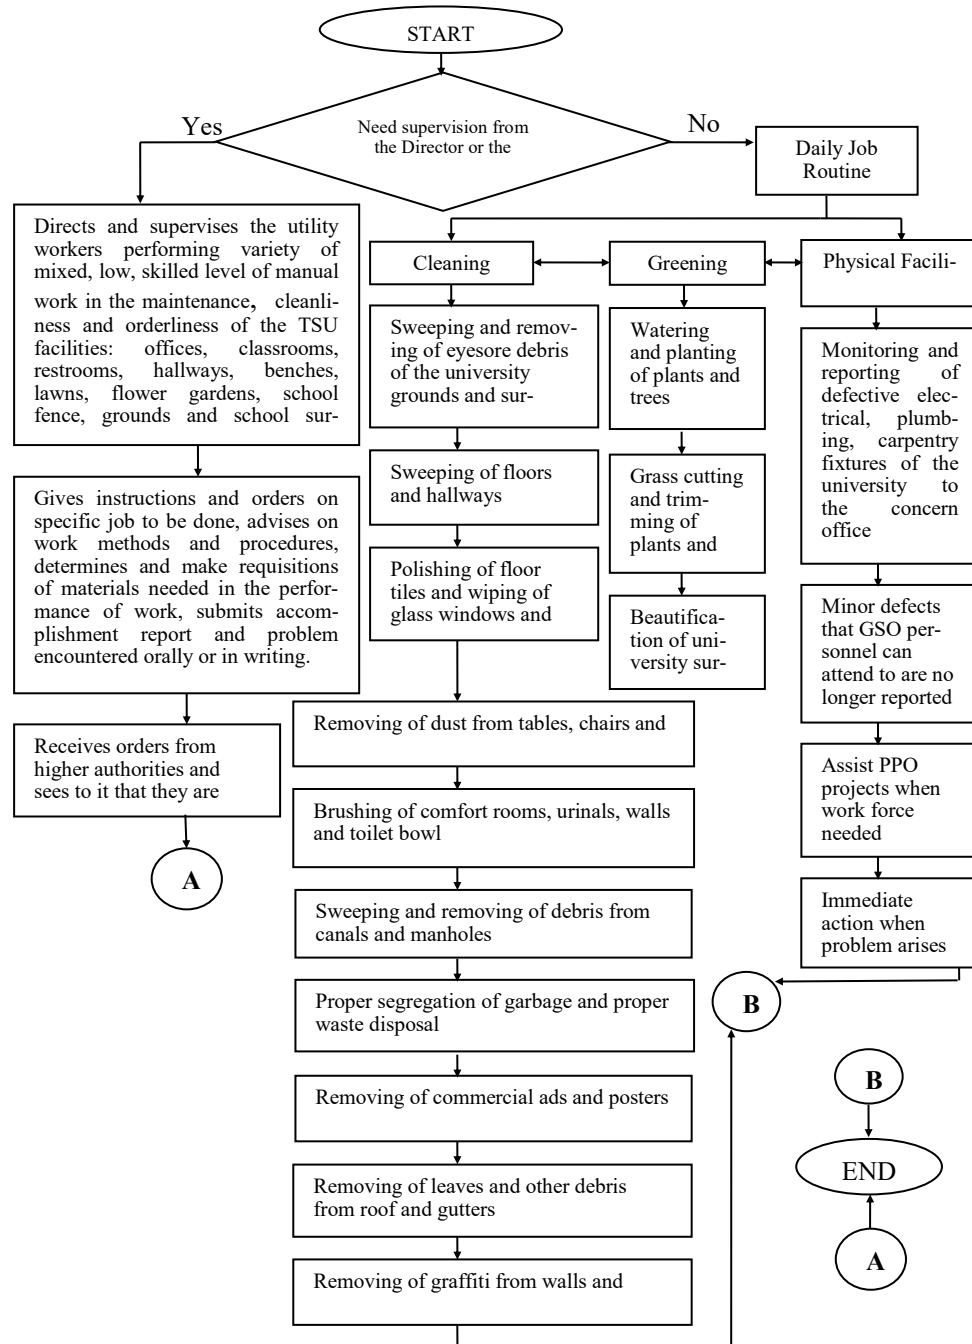 START
Need supervision from
the Director or the
Yes
No
Daily Job
Routine
Directs and supervises the utility
workers performing variety of
mixed, low, skilled level of manual
work in the maintenance, cleanli-
ness and orderliness of the TSU
facilities: offices, classrooms,
restrooms, hallways, benches,
lawns, flower gardens, school
fence, grounds and school sur-
Gives instructions and orders on
specific job to be done, advises on
work methods and procedures,
determines and make requisitions
of materials needed in the perfor-
mance of work, submits accom-
plishment report and problem
encountered orally or in writing.
Receives orders from
higher authorities and
sees to it that they are
A
Cleaning
Sweeping and remov-
ing of eyesore debris
of the university
grounds and sur-
Sweeping of floors
and hallways
Polishing of floor
tiles and wiping of
glass windows and
Removing of dust from tables, chairs and
Brushing of comfort rooms, urinals, walls
and toilet bowl
Sweeping and removing of debris from
canals and manholes
Proper segregation of garbage and proper
waste disposal
Removing of commercial ads and posters
Removing of leaves and other debris
from roof and gutters
Removing of graffiti from walls and
Greening
Watering
and planting
of plants and
trees
Grass cutting
and trim-
ming of
plants and
Beautifica-
tion of uni-
versity sur-
Physical Facili-
Monitoring and
reporting of
defective elec-
trical, plumb-
ing, carpentry
fixtures of the
university to
the concern
office
Minor defects
that GSO per-
sonnel can
attend to are no
longer reported
Assist PPO
projects when
work force
needed
Immediate
action when
problem arises
B
B
END
A